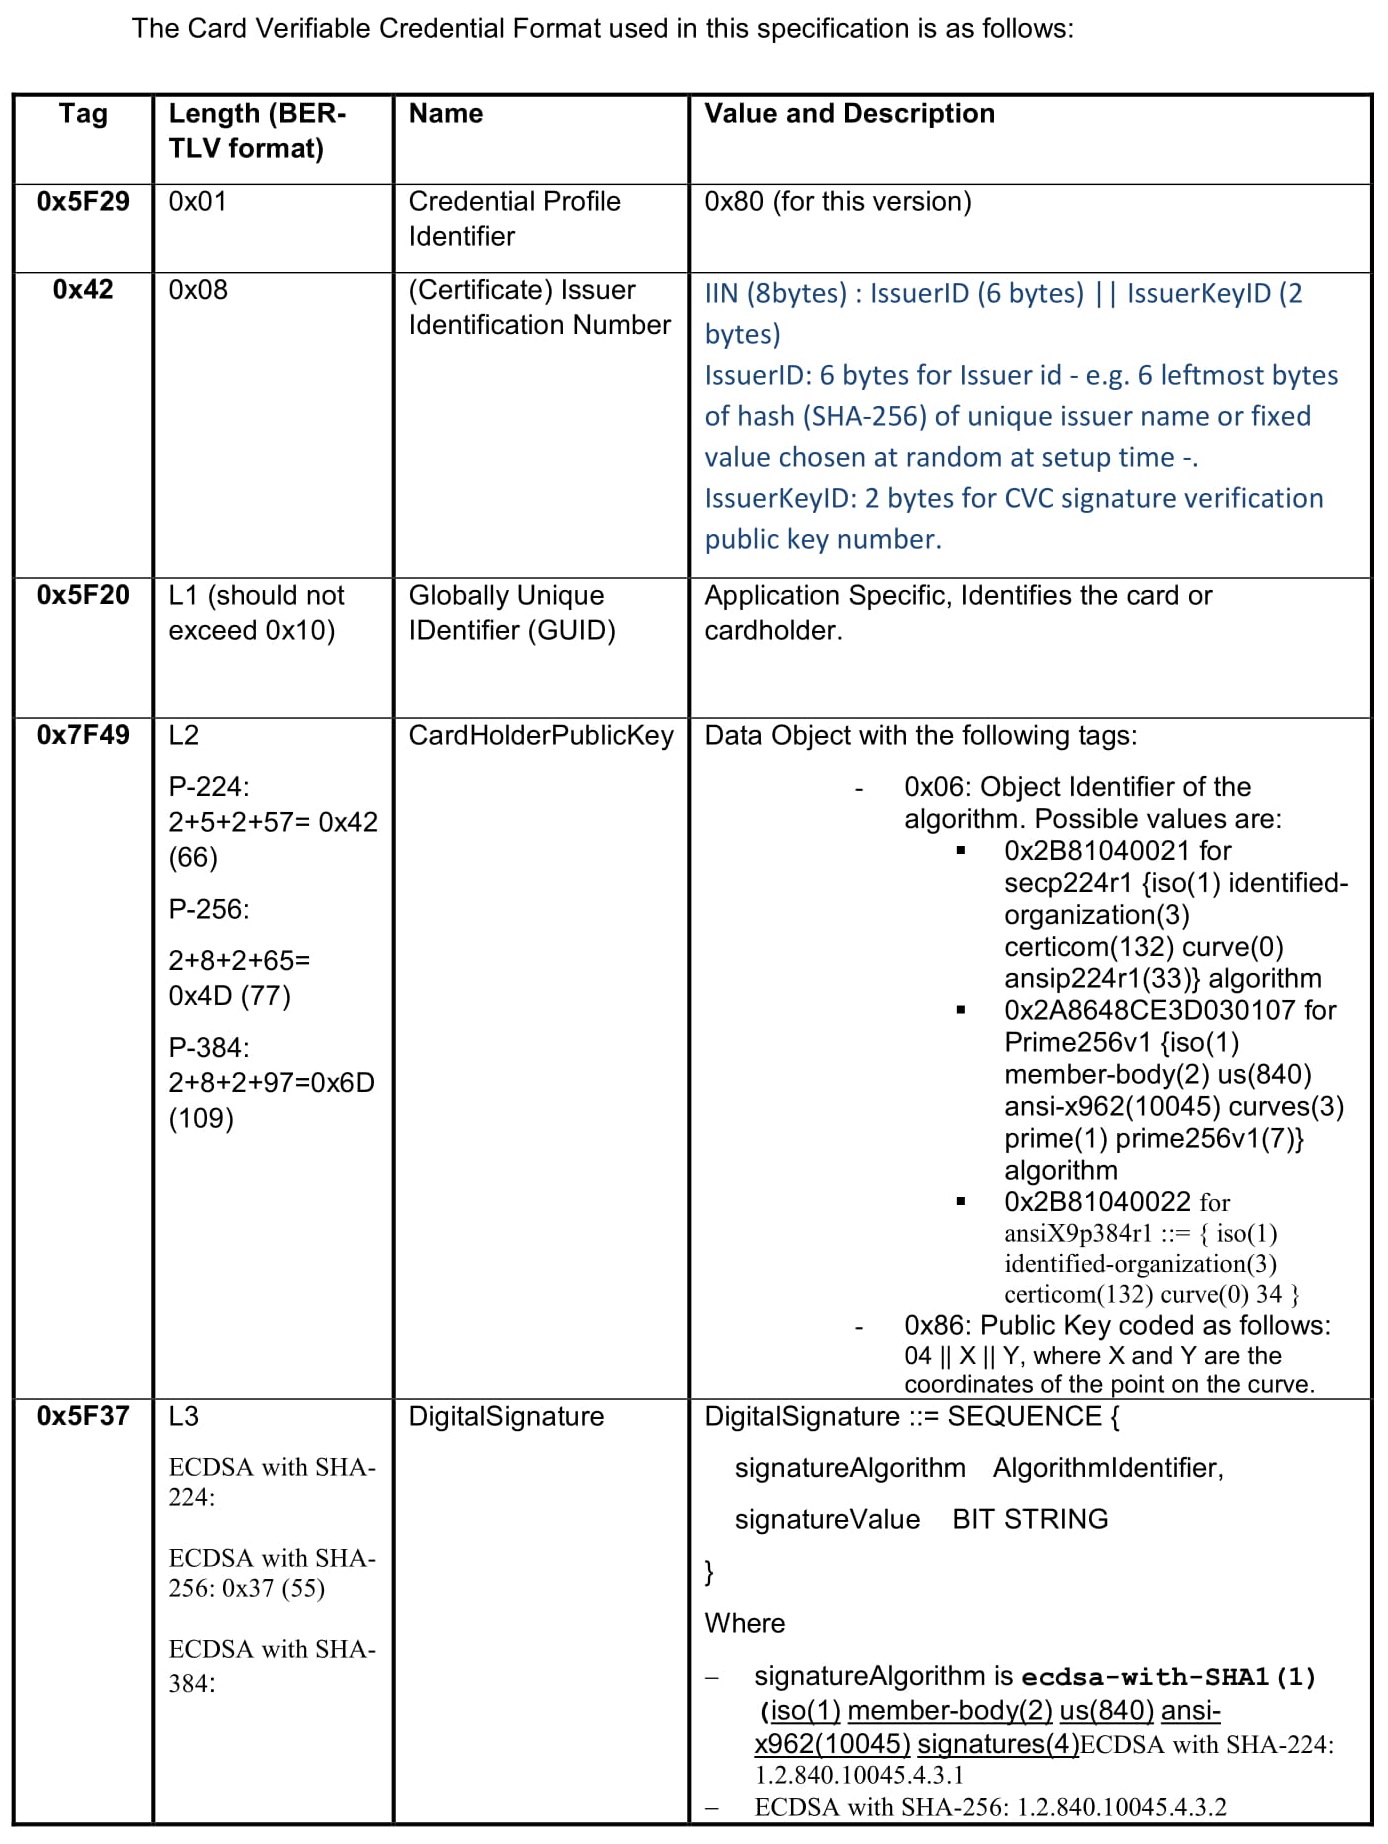 The Card Verifiable Credential Format used in this specification is as follows:
Tag
Length (BER-
TLV format)
Name
Value and Description
0x5F29
0x01
Credential Profile
Identifier
0x80 (for this version)
0x42
0x08
(Certificate) Issuer
Identification Number
IIN (8bytes) : IssuerID (6 bytes) || IssuerKeyID (2
bytes)
IssuerID: 6 bytes for Issuer id - e.g. 6 leftmost bytes
of hash (SHA-256) of unique issuer name or fixed
value chosen at random at setup time -.
IssuerKeyID: 2 bytes for CVC signature verification
public key number.
0x5F20
L1 (should not
exceed 0x10)
Globally Unique
IDentifier (GUID)
Application Specific, Identifies the card or
cardholder.
0x7F49
L2
P-224:
2+5+2+57= 0x42
(66)
P-256:
2+8+2+65=
0x4D (77)
P-384:
2+8+2+97=0x6D
(109)
CardHolderPublicKey
Data Object with the following tags:
- 0x06: Object Identifier of the
algorithm. Possible values are:
▪ 0x2B81040021 for
secp224r1 {iso(1) identified-
organization(3)
certicom(132) curve(0)
ansip224r1(33)} algorithm
▪ 0x2A8648CE3D030107 for
Prime256v1 {iso(1)
member-body(2) us(840)
ansi-x962(10045) curves(3)
prime(1) prime256v1(7)}
algorithm
▪ 0x2B81040022 for
ansiX9p384r1 ::= { iso(1)
identified-organization(3)
certicom(132) curve(0) 34 }
- 0x86: Public Key coded as follows:
04 || X || Y, where X and Y are the
coordinates of the point on the curve.
0x5F37
L3
ECDSA with SHA-
224:
ECDSA with SHA-
256: 0x37 (55)
ECDSA with SHA-
384:
DigitalSignature
DigitalSignature ::= SEQUENCE {
signatureAlgorithm AlgorithmIdentifier,
signatureValue BIT STRING
}
Where
– signatureAlgorithm is ecdsa-with-SHA1(1)
(iso(1) member-body(2) us(840) ansi-
x962(10045) signatures(4)ECDSA with SHA-224:
1.2.840.10045.4.3.1
– ECDSA with SHA-256: 1.2.840.10045.4.3.2